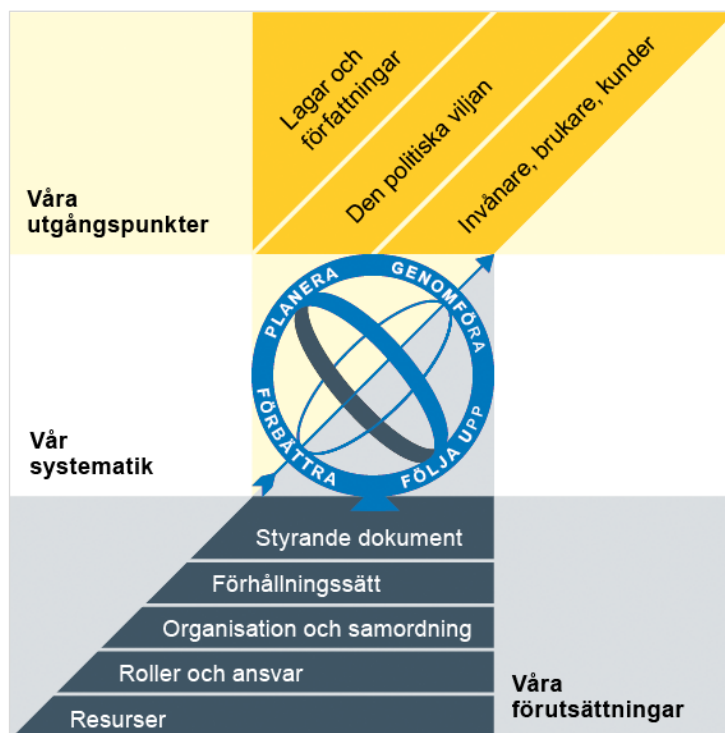 Lagar och
författningar
Den politiska viljan
Invånare, brukare, kunder
Våra
utgångspunkter
PLANERA
GENOMFÖRA
FÖLJA UPP
FÖRBÄTTRA
Vår
systematik
Styrande dokument
Förhållningssätt
Organisation och samordning
Roller och ansvar
Resurser
Våra
förutsättningar